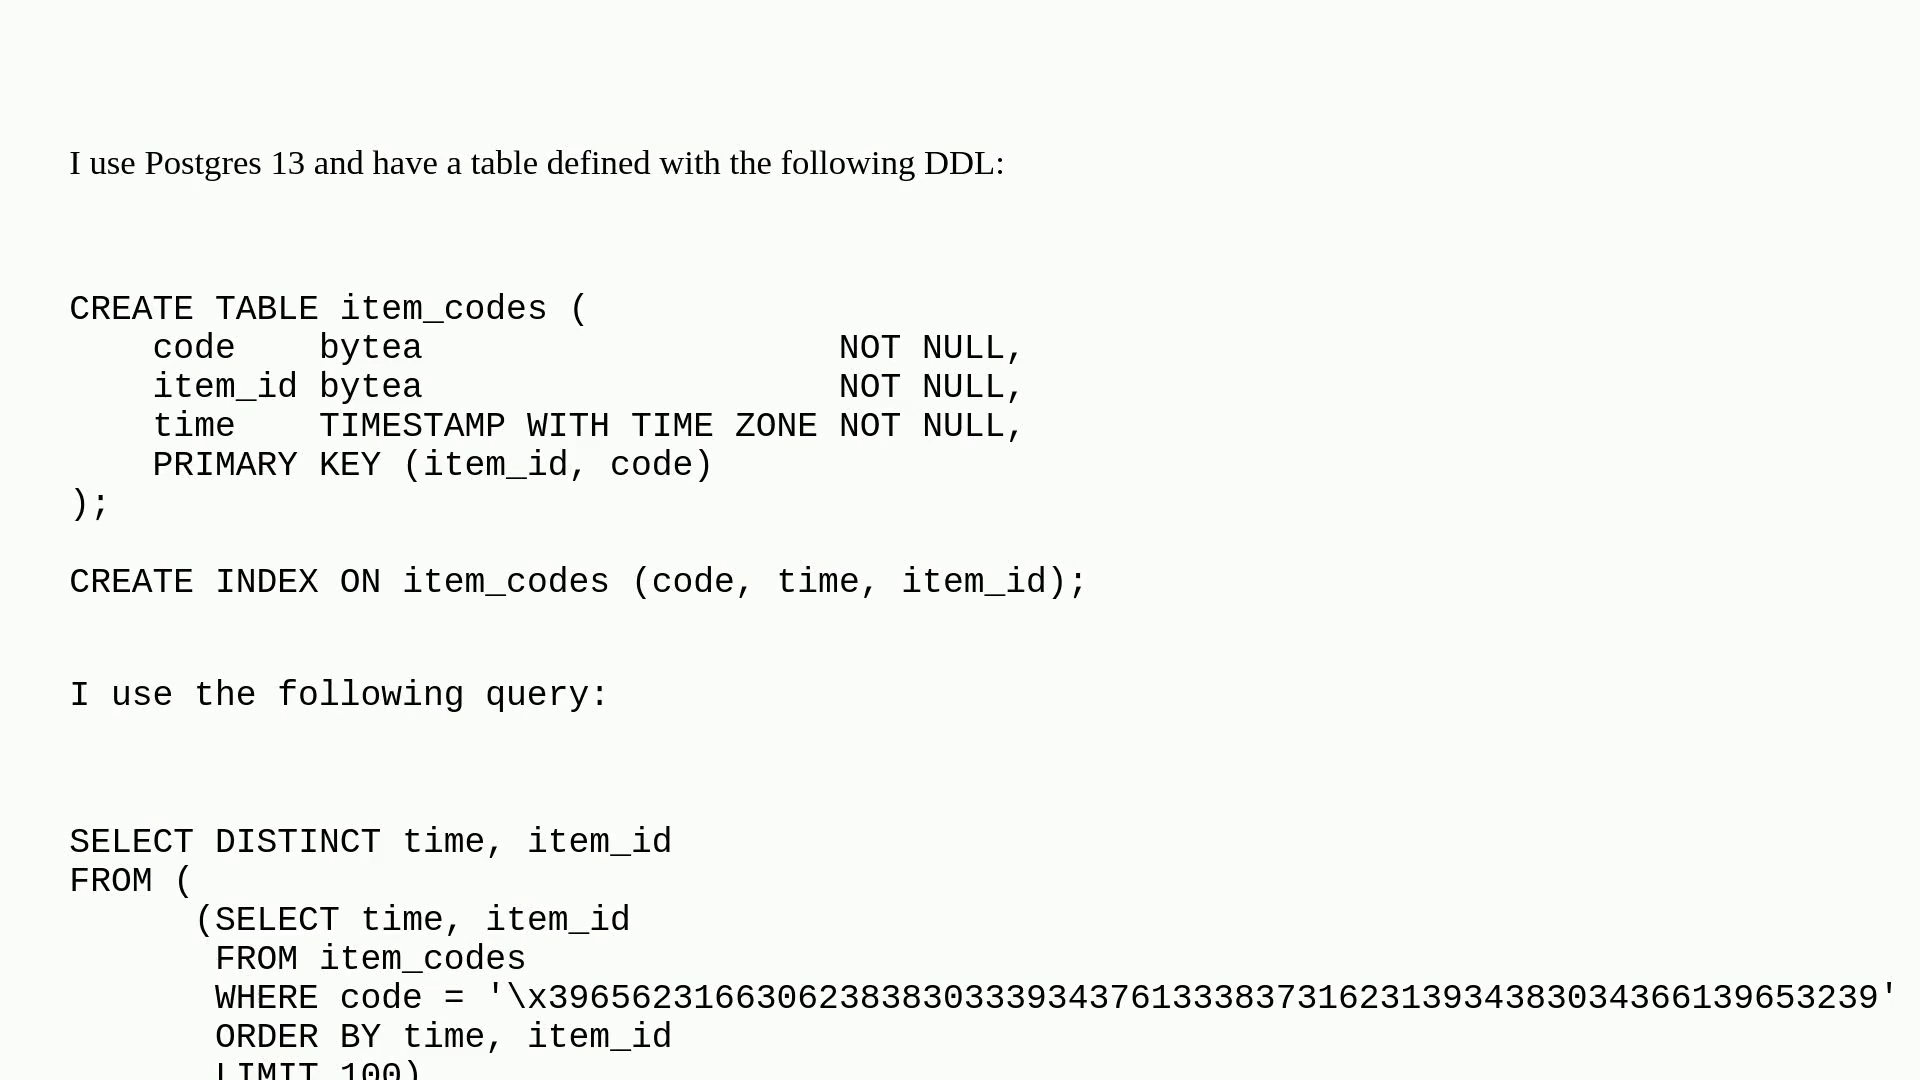 I use Postgres 13 and have a table defined with the following DDL:
CREATE TABLE item_codes (
    code    bytea                    NOT NULL,
    item_id bytea                    NOT NULL,
    time    TIMESTAMP WITH TIME ZONE NOT NULL,
    PRIMARY KEY (item_id, code)
);
CREATE INDEX ON item_codes (code, time, item_id);
I use the following query:
SELECT DISTINCT time, item_id
FROM (
      (SELECT time, item_id
       FROM item_codes
       WHERE code = '\x3965623166306238383033393437613338373162313934383034366139653239'
       ORDER BY time, item_id
       LIMIT 100)